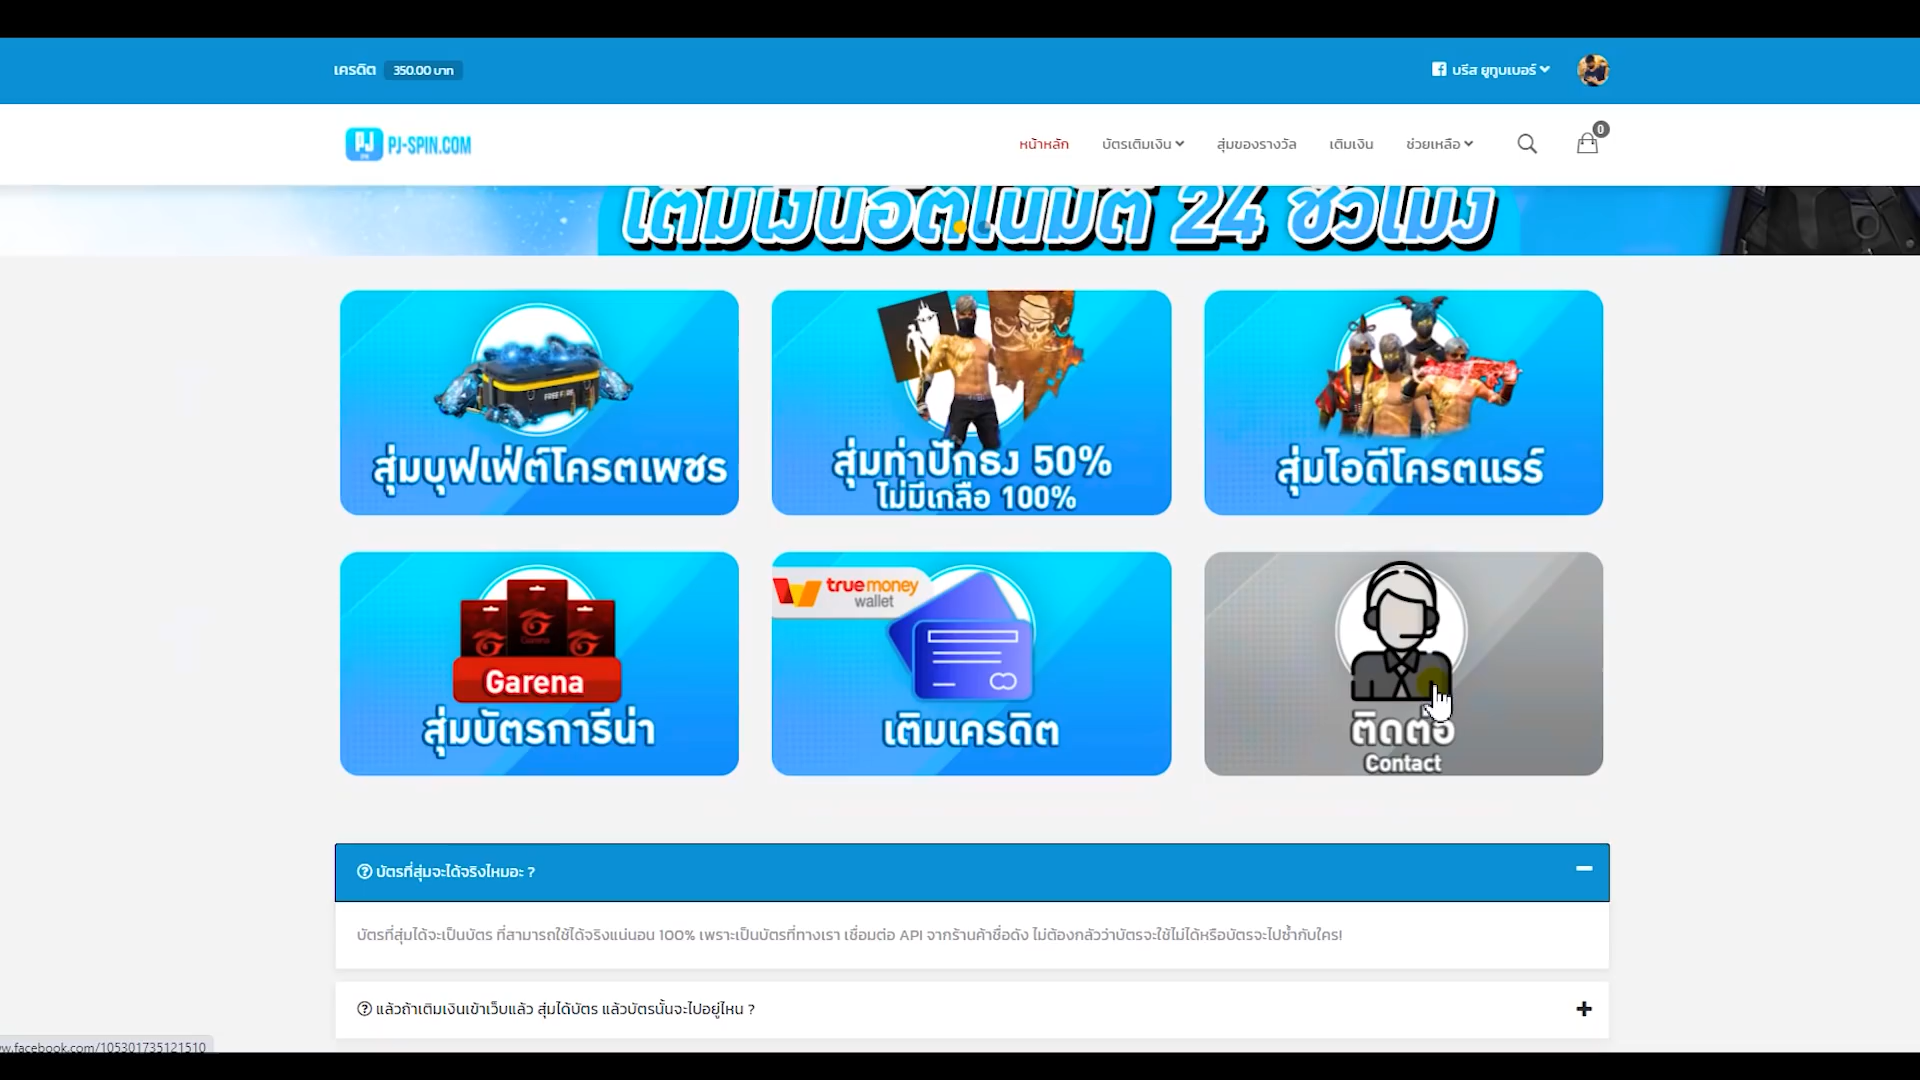 เครดิต 350.00 บาท
บรีส ยูทูบเบอร์
PJ PJ-SPIN.COM
หน้าหลัก บัตรเติมเงิน สุ่มของรางวัล เติมเงิน ช่วยเหลือ 0
เติมเงินอัตโนมัติ 24 ชั่วโมง
FREE FIRE
สุ่มบุฟเฟ่ต์โครตเพชร
สุ่มท่าปักธง 50%
ไม่มีเกลือ 100%
สุ่มไอดีโครตแรร์
Garena
Garena
สุ่มบัตรการีน่า
truemoney
wallet
เติมเครดิต
ติดต่อ
Contact
บัตรที่สุ่มจะได้จริงไหมอะ ?
บัตรที่สุ่มได้จะเป็นบัตร ที่สามารถใช้ได้จริงแน่นอน 100% เพราะเป็นบัตรที่ทางเรา เชื่อมต่อ API จากร้านค้าชื่อดัง ไม่ต้องกลัวว่าบัตรจะใช้ไม่ได้หรือบัตรจะไปซ้ำกับใคร!
แล้วถ้าเติมเงินเข้าเว็บแล้ว สุ่มได้บัตร แล้วบัตรนั้นจะไปอยู่ไหน ?
w.facebook.com/105301735121510